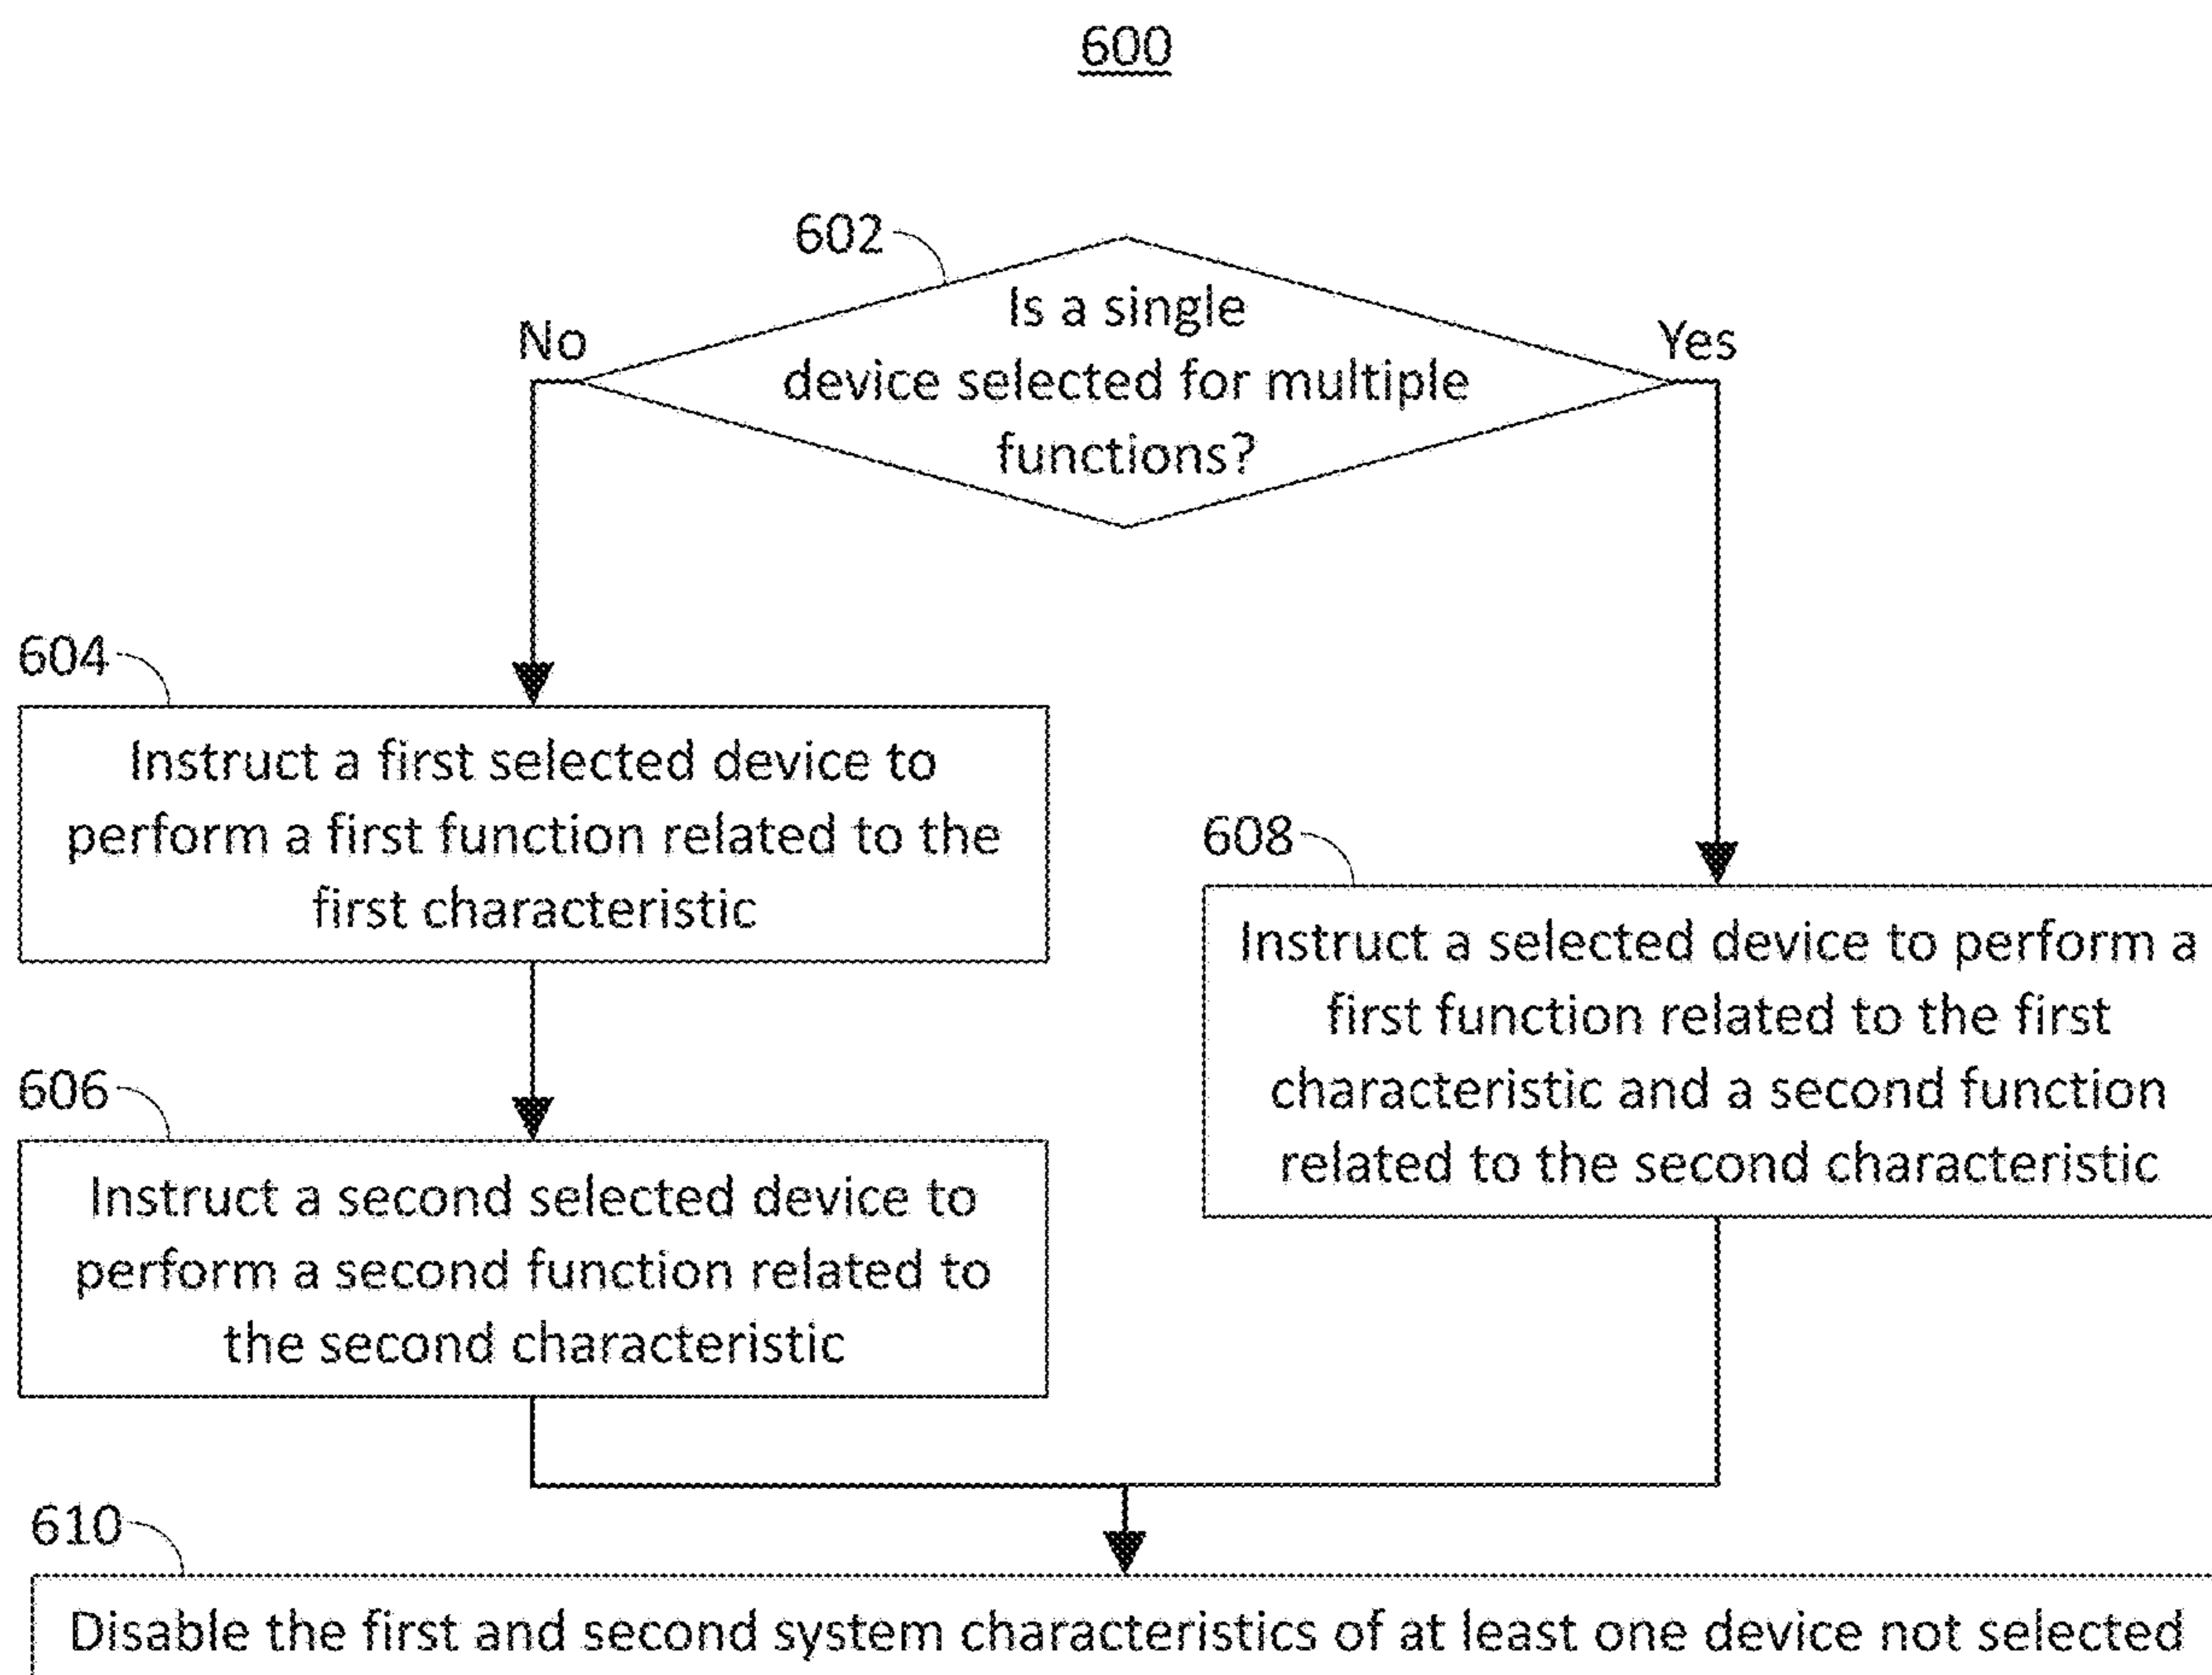 600
602
Is a single
device selected for multiple
functions?
No
Yes
604
Instruct a first selected device to
perform a first function related to the
first characteristic
606
Instruct a second selected device to
perform a second function related to
the second characteristic
608
Instruct a selected device to perform a
first function related to the first
characteristic and a second function
related to the second characteristic
610
Disable the first and second system characteristics of at least one device not selected